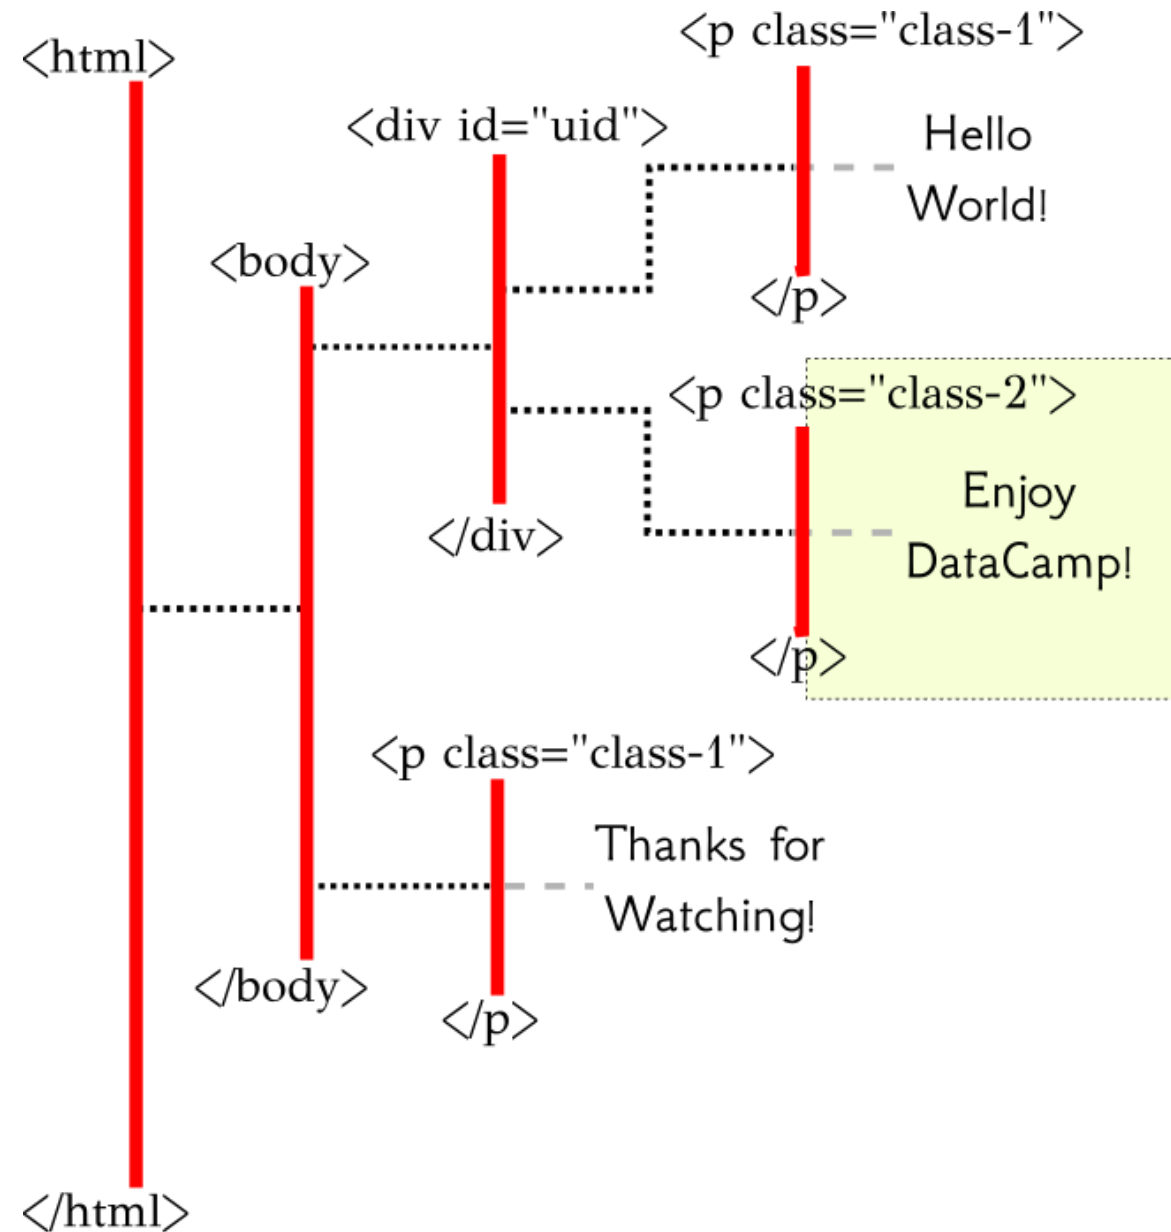 <html>
<body>
<div id="uid">
<p class="class-1">
Hello
World!
</p>
<p class="class-2">
Enjoy
DataCamp!
</p>
</div>
<p class="class-1">
Thanks for
Watching!
</p>
</body>
</html>